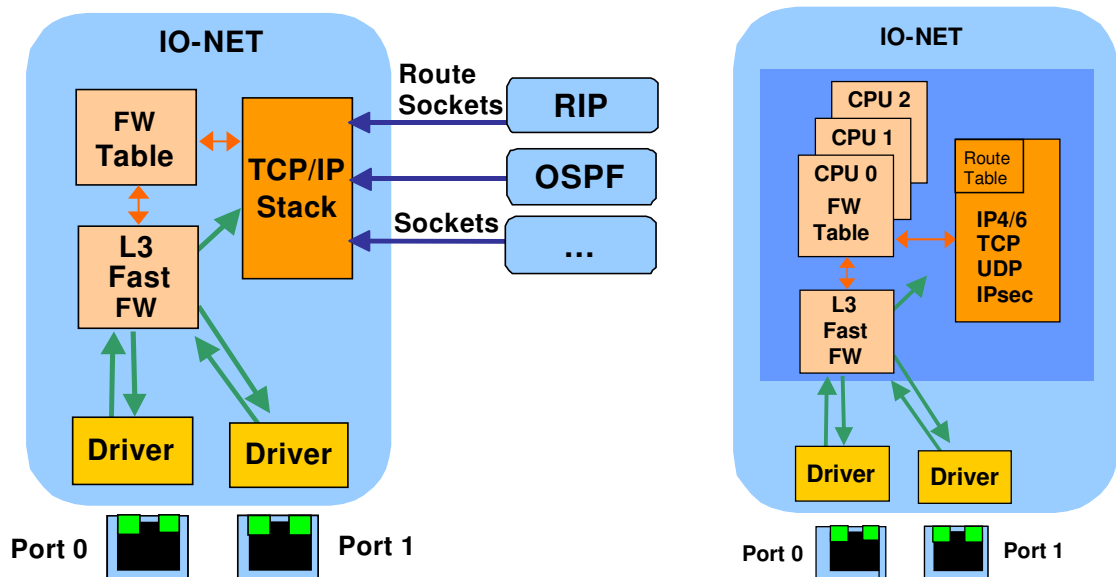 IO-NET
Route
Sockets
RIP
FW
Table
TCP/IP
Stack
OSPF
L3
Fast
FW
Sockets
...
Driver
Driver
Port 0
Port 1
IO-NET
CPU 2
CPU 1
CPU 0
FW
Table
Route
Table
IP4/6
TCP
UDP
IPsec
L3
Fast
FW
Driver
Driver
Port 0
Port 1